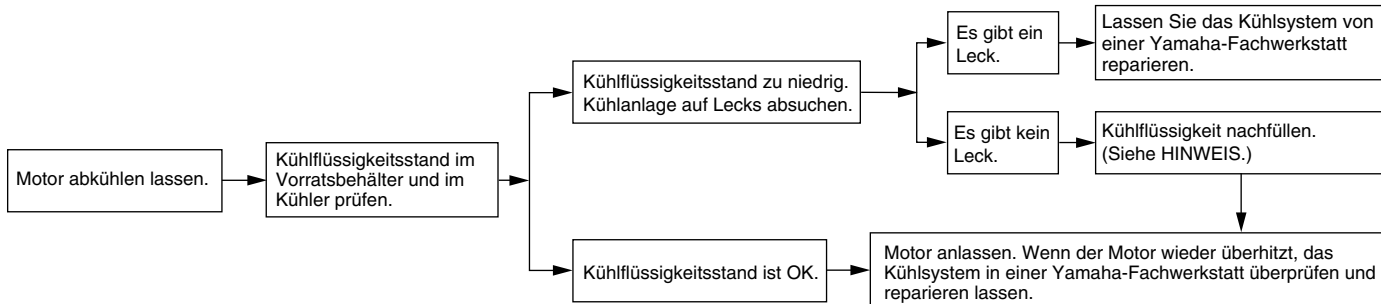 Motor abkühlen lassen.
Kühlflüssigkeitsstand im
Vorratsbehälter und im
Kühler prüfen.
Kühlflüssigkeitsstand zu niedrig.
Kühlanlage auf Lecks absuchen.
Es gibt ein
Leck.
Lassen Sie das Kühlsystem von
einer Yamaha-Fachwerkstatt
reparieren.
Es gibt kein
Leck.
Kühlflüssigkeit nachfüllen.
(Siehe HINWEIS.)
Kühlflüssigkeitsstand ist OK.
Motor anlassen. Wenn der Motor wieder überhitzt, das
Kühlsystem in einer Yamaha-Fachwerkstatt überprüfen und
reparieren lassen.